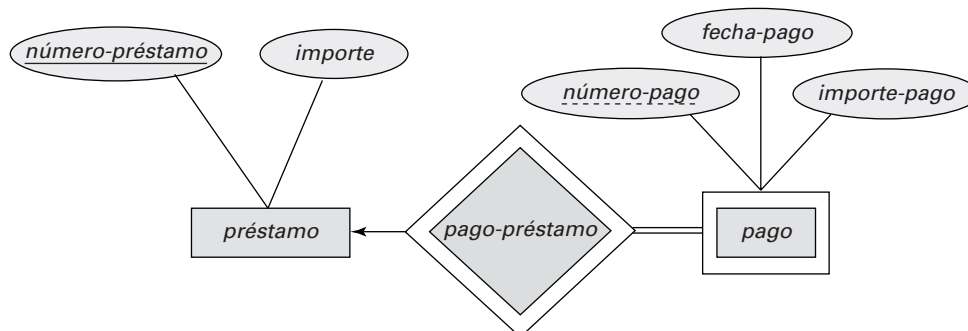 fecha-pago
número-préstamo
importe
número-pago
importe-pago
préstamo
pago-préstamo
pago